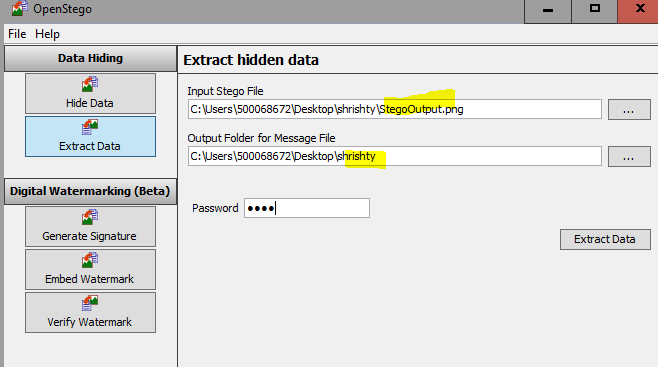 OpenStego
File Help
Data Hiding
Hide Data
Extract Data
Digital Watermarking (Beta)
Generate Signature
Embed Watermark
Verify Watermark
Extract hidden data
Input Stego File
C:\Users\500068672\Desktop\shrishty\StegoOutput.png
...
Output Folder for Message File
C:\Users\500068672\Desktop\shrishty
...
Password ●●●●
Extract Data